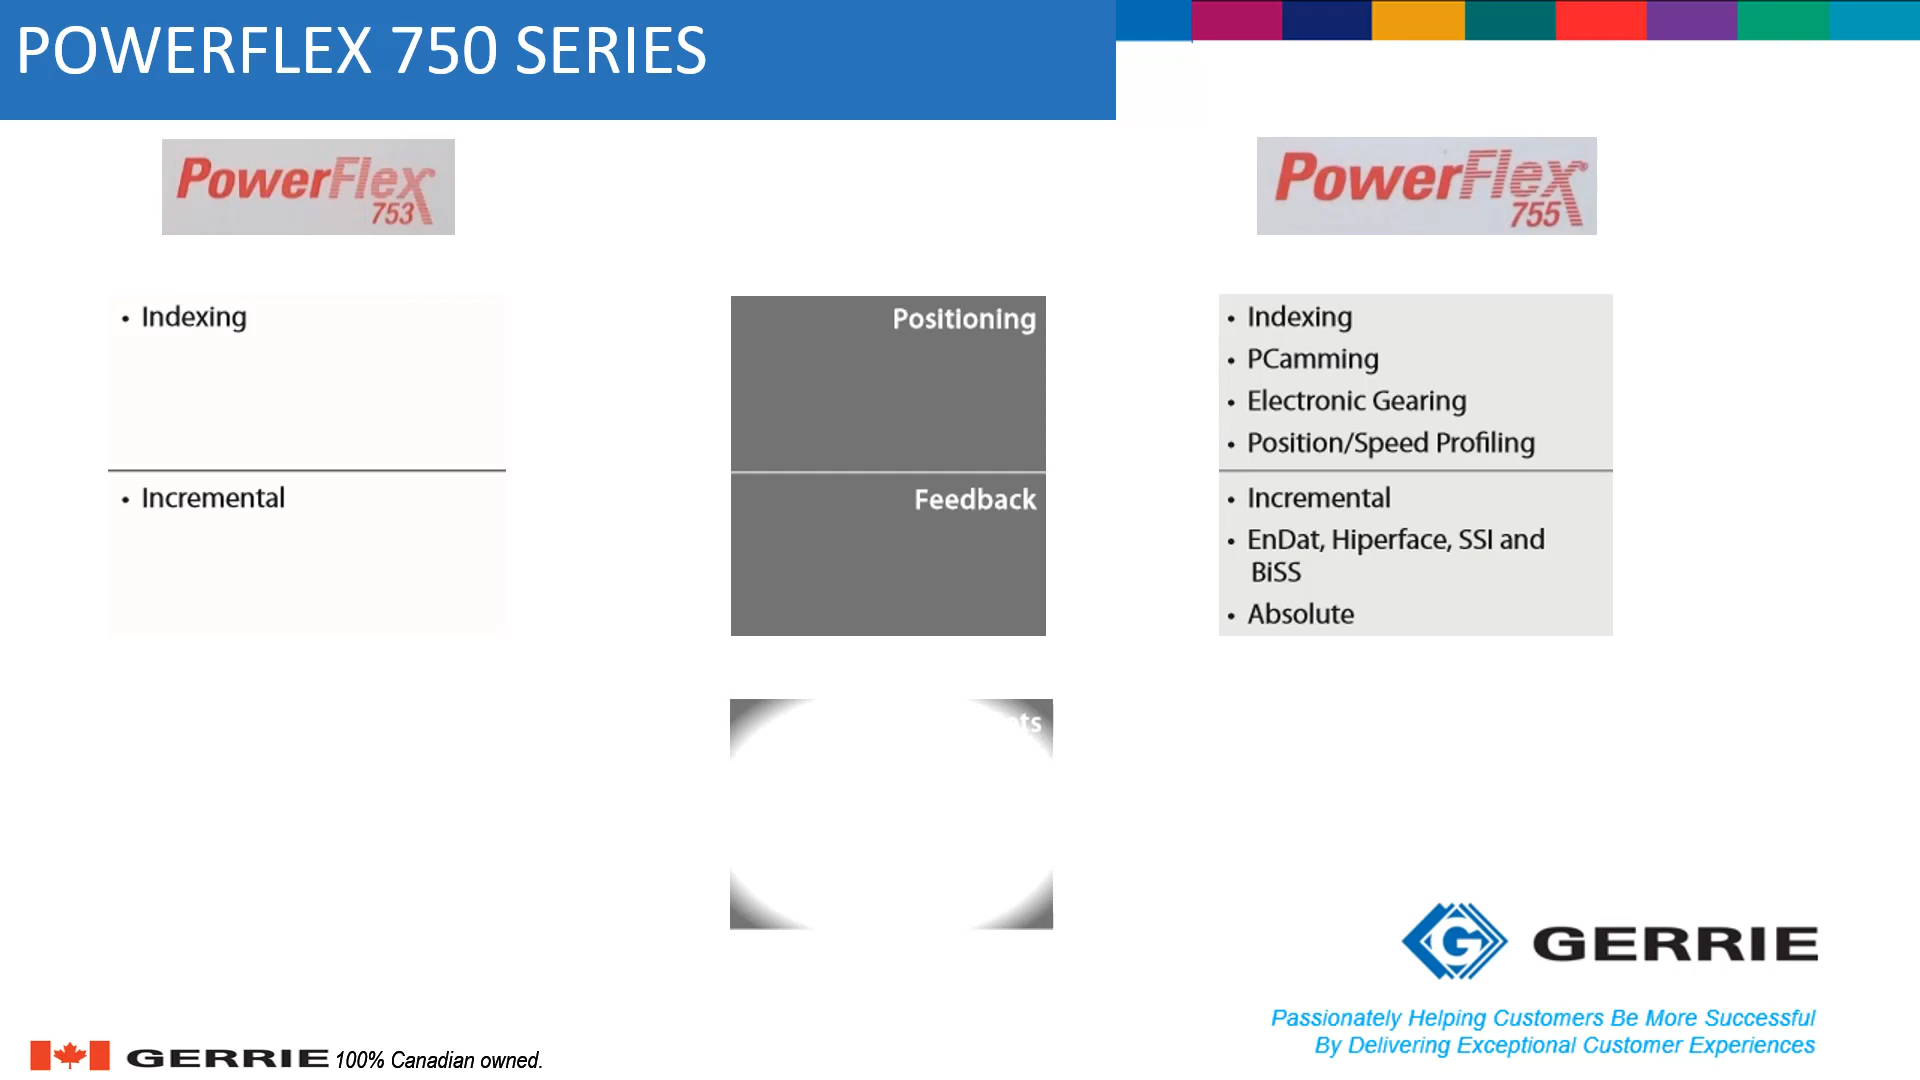 POWERFLEX 750 SERIES
PowerFlex
753
PowerFlex
755
• Indexing
Positioning
• Indexing
• PCamming
• Electronic Gearing
• Position/Speed Profiling
• Incremental
Feedback
• Incremental
• EnDat, Hiperface, SSI and
BiSS
• Absolute
G GERRIE
Passionately Helping Customers Be More Successful
By Delivering Exceptional Customer Experiences
GERRIE 100% Canadian owned.